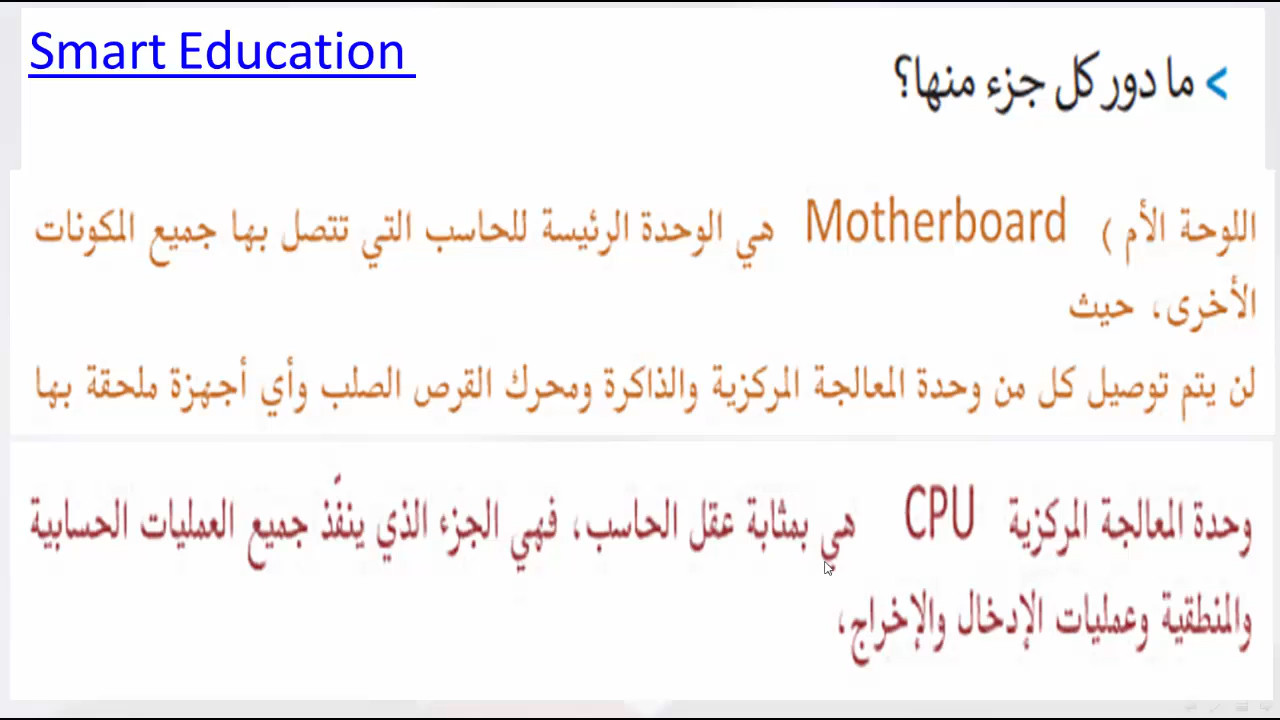 Smart Education
> ما دور كل جزء منها؟
اللوحة الأم ( Motherboard هي الوحدة الرئيسة للحاسب التي تتصل بها جميع المكونات
الأخرى، حيث
لن يتم توصيل كل من وحدة المعالجة المركزية والذاكرة ومحرك القرص الصلب وأي أجهزة ملحقة بها
وحدة المعالجة المركزية CPU هي بمثابة عقل الحاسب، فهي الجزء الذي ينفّذ جميع العمليات الحسابية
والمنطقية وعمليات الإدخال والإخراج،